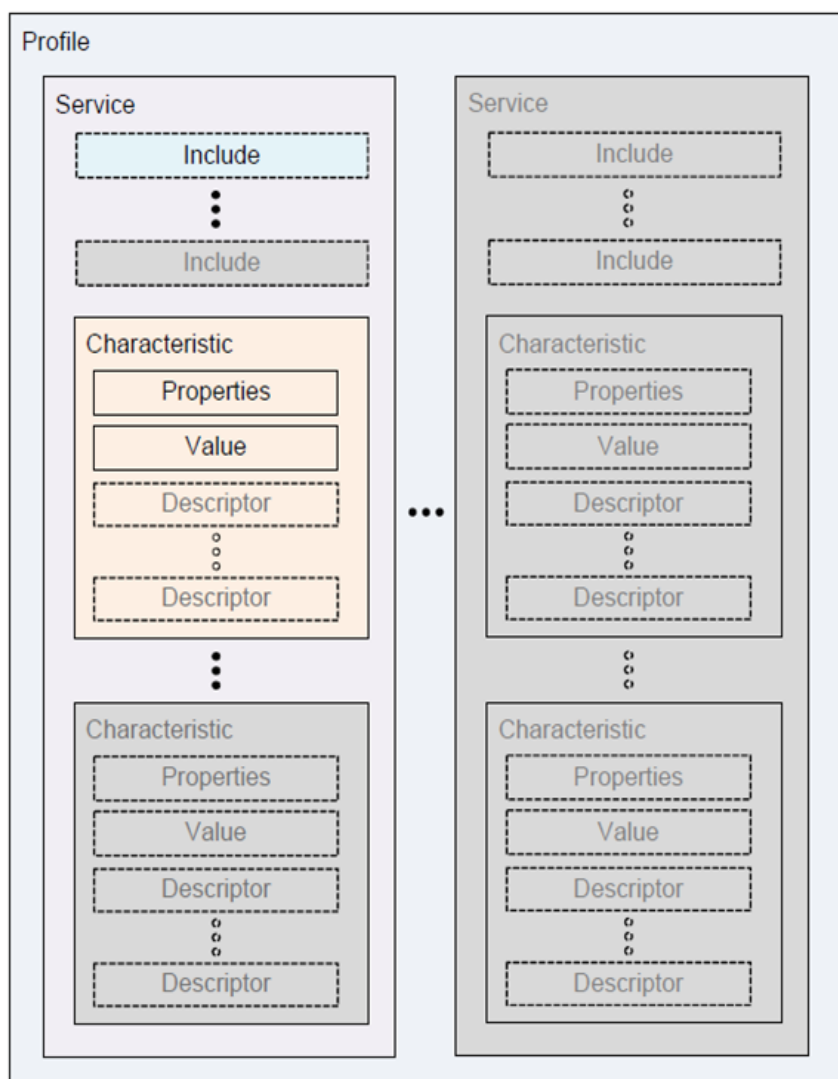 Profile
Service
Include
Include
Characteristic
Properties
Value
Descriptor
Descriptor
Characteristic
Properties
Value
Descriptor
Descriptor
Service
Include
Include
Characteristic
Properties
Value
Descriptor
Descriptor
Characteristic
Properties
Value
Descriptor
Descriptor